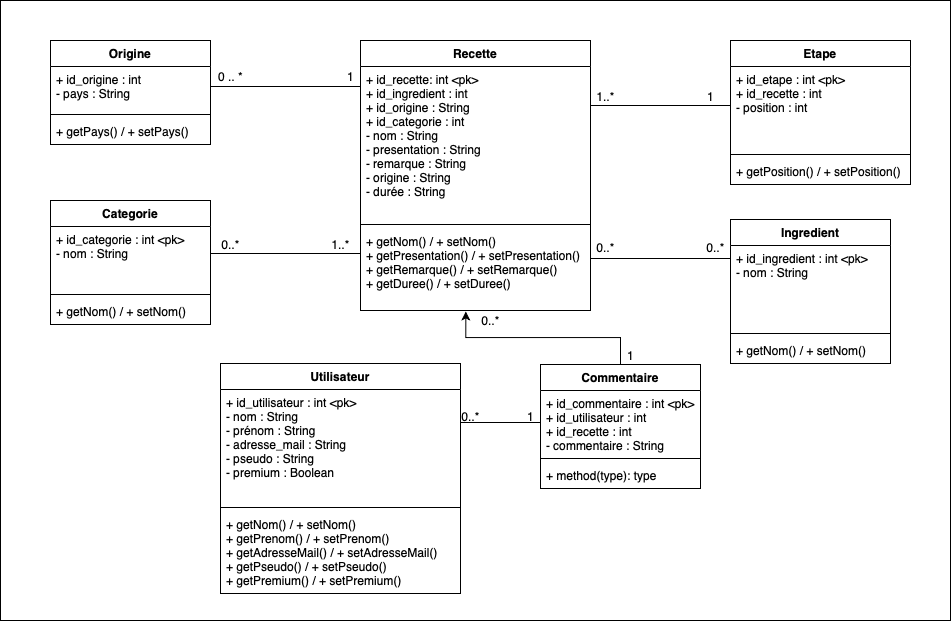 Origine
+ id_origine : int
- pays : String
+ getPays() / + setPays()
0 .. *
1
Recette
+ id_recette: int <pk>
+ id_ingredient : int
+ id_origine : String
+ id_categorie : int
- nom : String
- presentation : String
- remarque : String
- origine : String
- durée : String
+ getNom() / + setNom()
+ getPresentation() / + setPresentation()
+ getRemarque() / + setRemarque()
+ getDuree() / + setDuree()
1..*
1
Etape
+ id_etape : int <pk>
+ id_recette : int
- position : int
+ getPosition() / + setPosition()
Categorie
+ id_categorie : int <pk>
- nom : String
+ getNom() / + setNom()
0..*
1..*
0..*
0..*
Ingredient
+ id_ingredient : int <pk>
- nom : String
+ getNom() / + setNom()
0..*
1
Utilisateur
+ id_utilisateur : int <pk>
- nom : String
- prénom : String
- adresse_mail : String
- pseudo : String
- premium : Boolean
+ getNom() / + setNom()
+ getPrenom() / + setPrenom()
+ getAdresseMail() / + setAdresseMail()
+ getPseudo() / + setPseudo()
+ getPremium() / + setPremium()
0..*
1
Commentaire
+ id_commentaire : int <pk>
+ id_utilisateur : int
+ id_recette : int
- commentaire : String
+ method(type): type